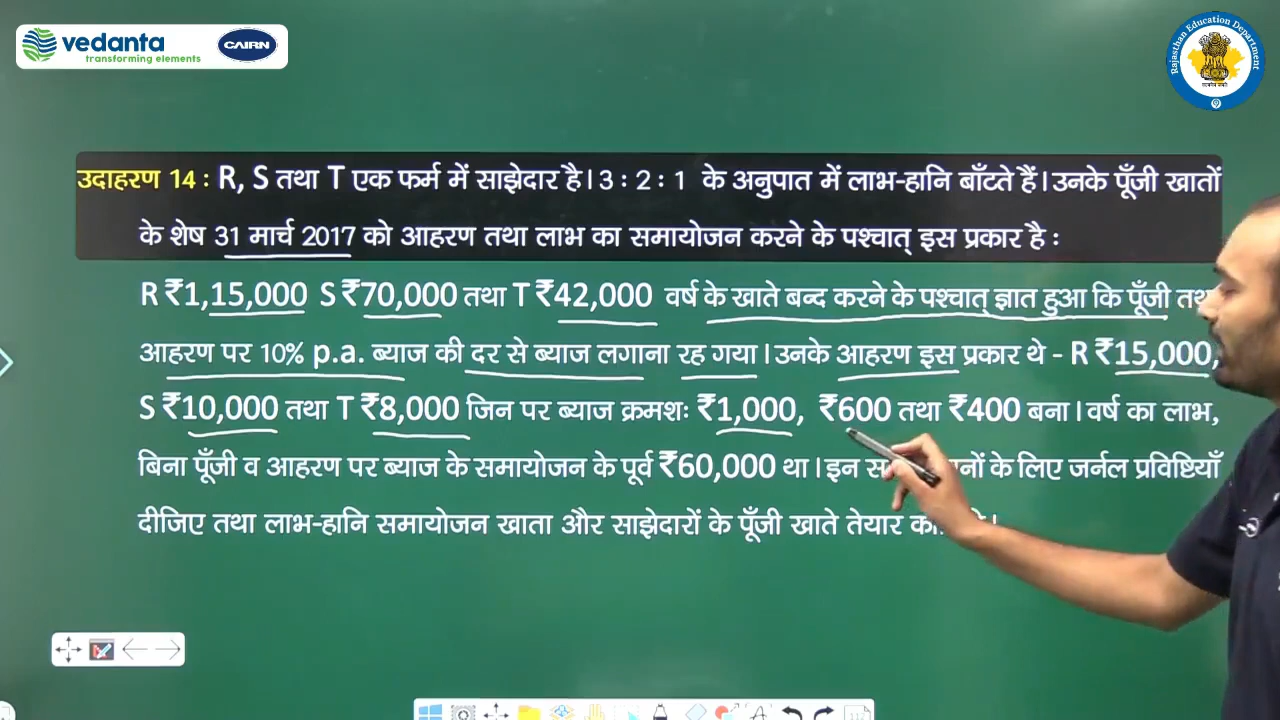 vedanta
transforming elements
CAIRN
Rajasthan Education Department
उदाहरण 14 : R, S तथा T एक फर्म में साझेदार है। 3 : 2 : 1 के अनुपात में लाभ-हानि बाँटते हैं। उनके पूँजी खातों
के शेष 31 मार्च 2017 को आहरण तथा लाभ का समायोजन करने के पश्चात् इस प्रकार है :
R ₹1,15,000 S ₹70,000 तथा T ₹42,000 वर्ष के खाते बन्द करने के पश्चात् ज्ञात हुआ कि पूँजी
आहरण पर 10% p.a. ब्याज की दर से ब्याज लगाना रह गया। उनके आहरण इस प्रकार थे - R ₹15,000,
S ₹10,000 तथा T ₹8,000 जिन पर ब्याज क्रमशः ₹1,000, ₹600 तथा ₹400 बना। वर्ष का लाभ,
बिना पूँजी व आहरण पर ब्याज के समायोजन के पूर्व ₹60,000 था। इन के लिए जर्नल प्रविष्टियाँ
दीजिए तथा लाभ-हानि समायोजन खाता और साझेदारों के पूँजी खाते तेयार